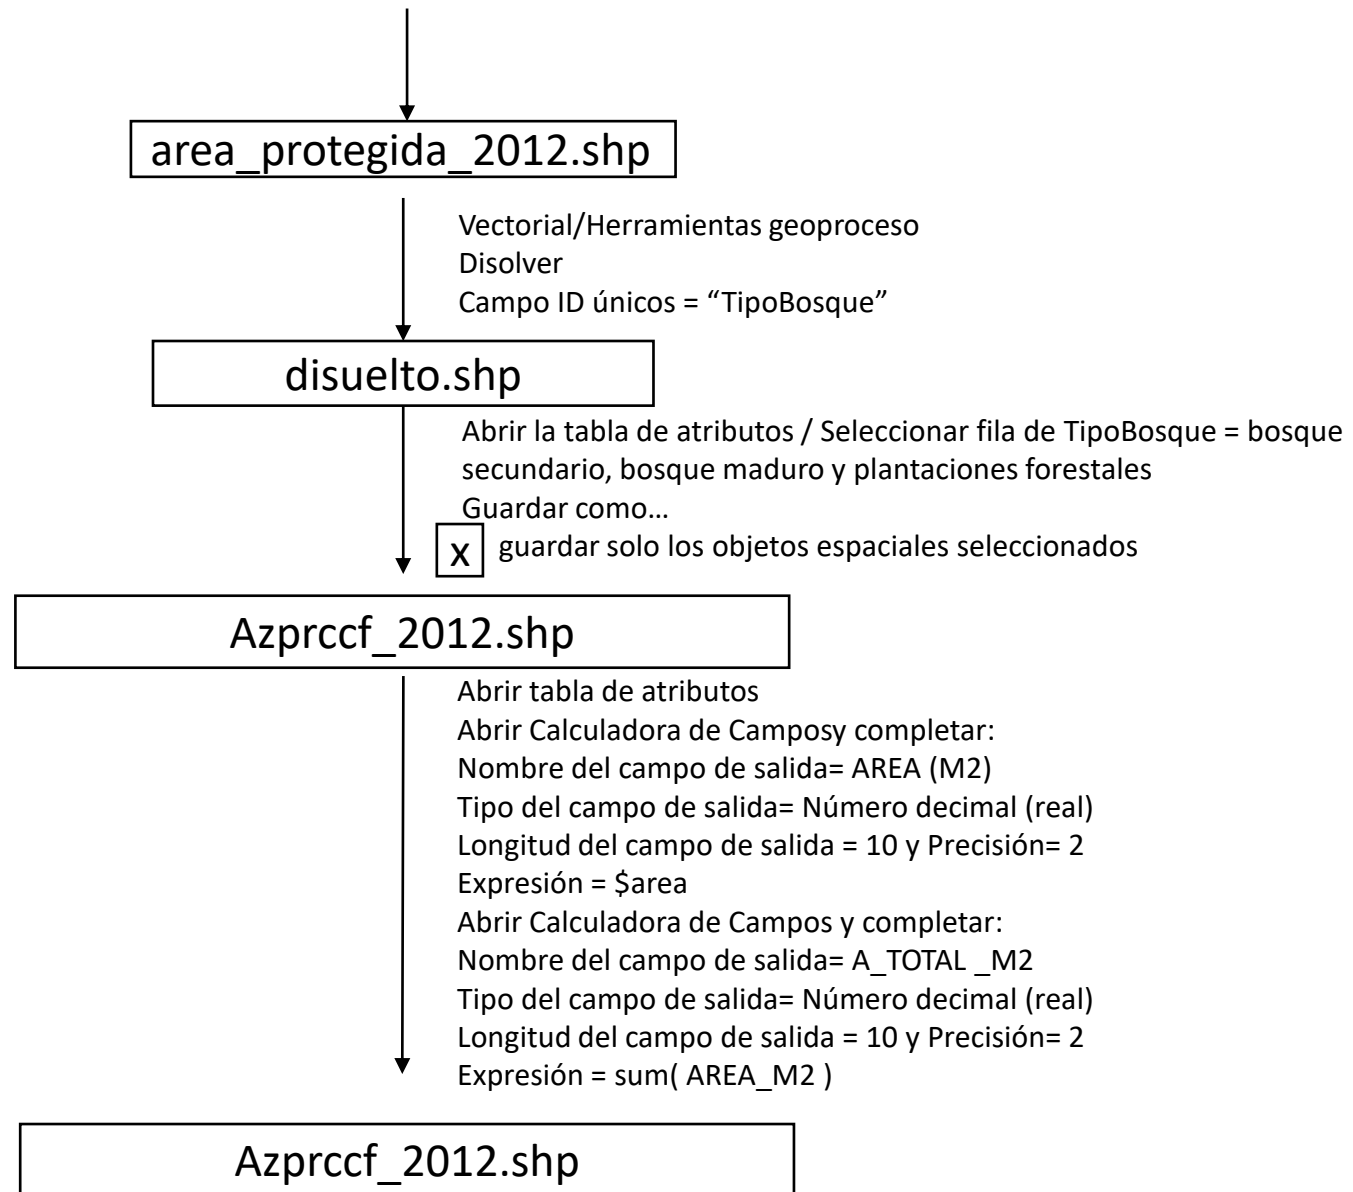 area_protegida_2012.shp
Vectorial/Herramientas geoproceso
Disolver
Campo ID únicos = “TipoBosque”
disuelto.shp
Abrir la tabla de atributos / Seleccionar fila de TipoBosque = bosque
secundario, bosque maduro y plantaciones forestales
Guardar como…
x guardar solo los objetos espaciales seleccionados
Azprccf_2012.shp
Abrir tabla de atributos
Abrir Calculadora de Camposy completar:
Nombre del campo de salida= AREA (M2)
Tipo del campo de salida= Número decimal (real)
Longitud del campo de salida = 10 y Precisión= 2
Expresión = $area
Abrir Calculadora de Campos y completar:
Nombre del campo de salida= A_TOTAL _M2
Tipo del campo de salida= Número decimal (real)
Longitud del campo de salida = 10 y Precisión= 2
Expresión = sum( AREA_M2 )
Azprccf_2012.shp